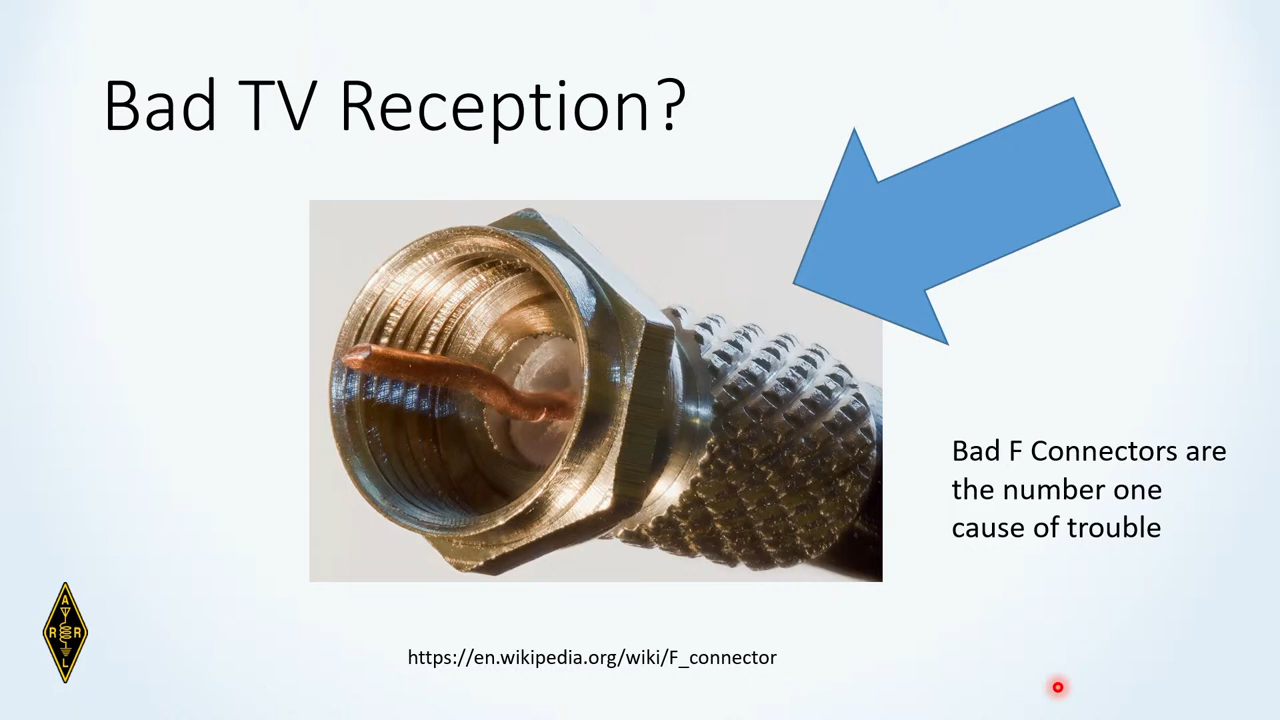 Bad TV Reception?
Bad F Connectors are
the number one
cause of trouble
A
R R
L
https://en.wikipedia.org/wiki/F_connector